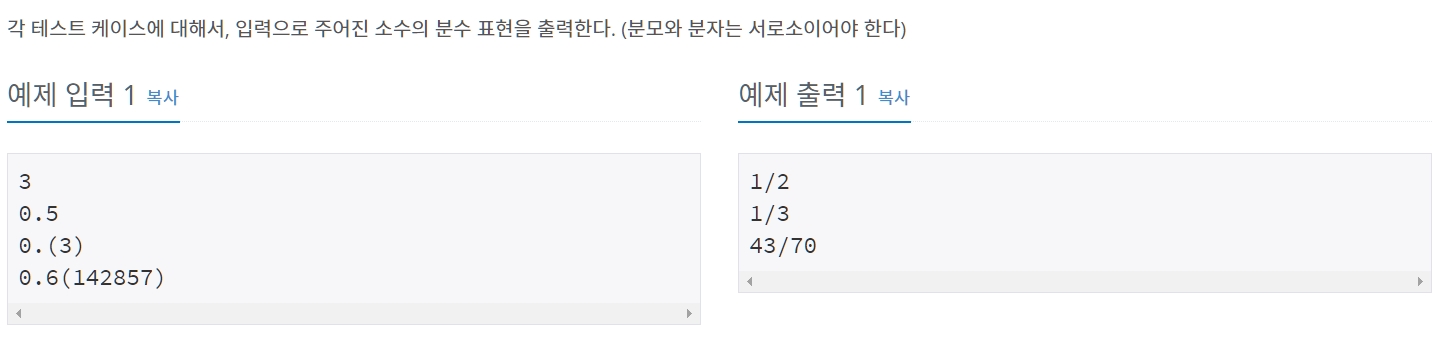 각 테스트 케이스에 대해서, 입력으로 주어진 소수의 분수 표현을 출력한다. (분모와 분자는 서로소이어야 한다)
예제 입력 1 복사
3
0.5
0.(3)
0.6(142857)
예제 출력 1 복사
1/2
1/3
43/70